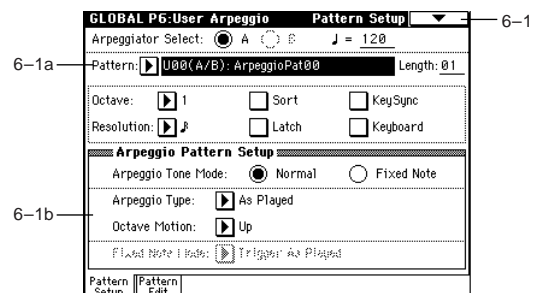 GLOBAL P6:User Arpeggio Pattern Setup
6–1
Arpeggiator Select: A B ♩ = 120
6–1a
Pattern: U00(A/B): ArpeggioPat00 Length: 01
Octave: 1 Sort KeySync
Resolution: ♪ Latch Keyboard
Arpeggio Pattern Setup
Arpeggio Tone Mode: Normal Fixed Note
6–1b
Arpeggio Type: As Played
Octave Motion: Up
Fixed Note Mode: Trigger As Played
Pattern Setup Pattern Edit